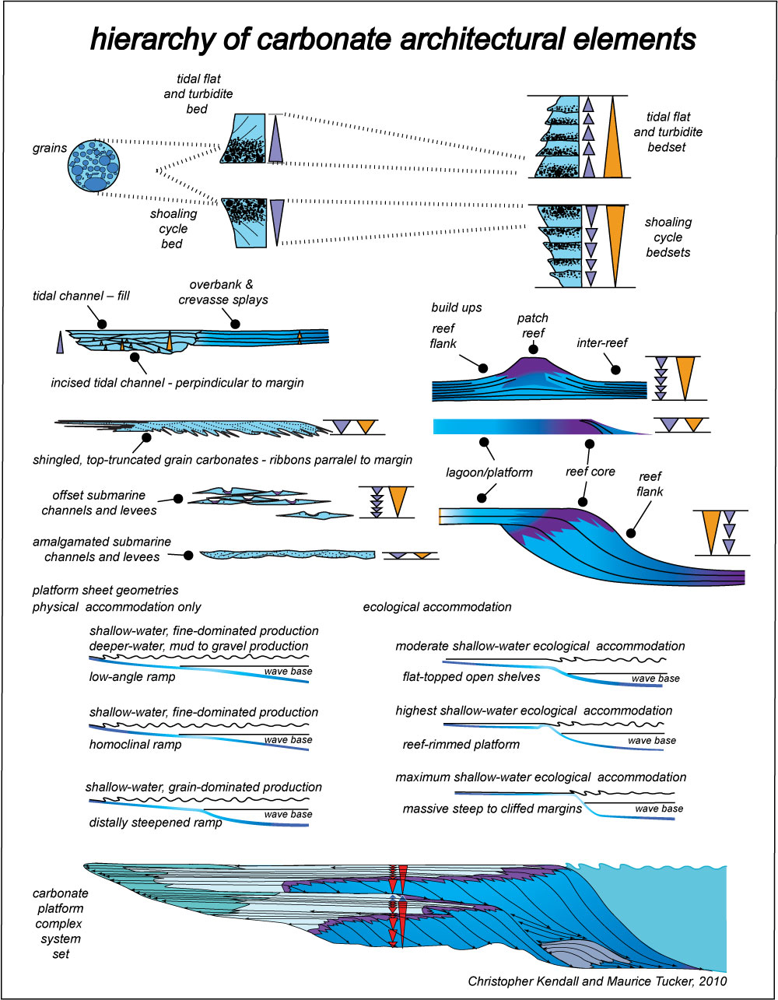 hierarchy of carbonate architectural elements
tidal flat
and turbidite
bed
grains
shoaling
cycle
bed
tidal flat
and turbidite
bedset
shoaling
cycle
bedsets
tidal channel – fill
overbank &
crevasse splays
incised tidal channel - perpindicular to margin
build ups
reef
flank
patch
reef
inter-reef
shingled, top-truncated grain carbonates - ribbons parralel to margin
lagoon/platform
reef core
reef
flank
offset submarine
channels and levees
amalgamated submarine
channels and levees
platform sheet geometries
physical accommodation only
shallow-water, fine-dominated production
deeper-water, mud to gravel production
wave base
low-angle ramp
shallow-water, fine-dominated production
wave base
homoclinal ramp
shallow-water, grain-dominated production
wave base
distally steepened ramp
ecological accommodation
moderate shallow-water ecological accommodation
flat-topped open shelves
wave base
highest shallow-water ecological accommodation
wave base
reef-rimmed platform
maximum shallow-water ecological accommodation
massive steep to cliffed margins
wave base
carbonate
platform
complex
system
set
Christopher Kendall and Maurice Tucker, 2010